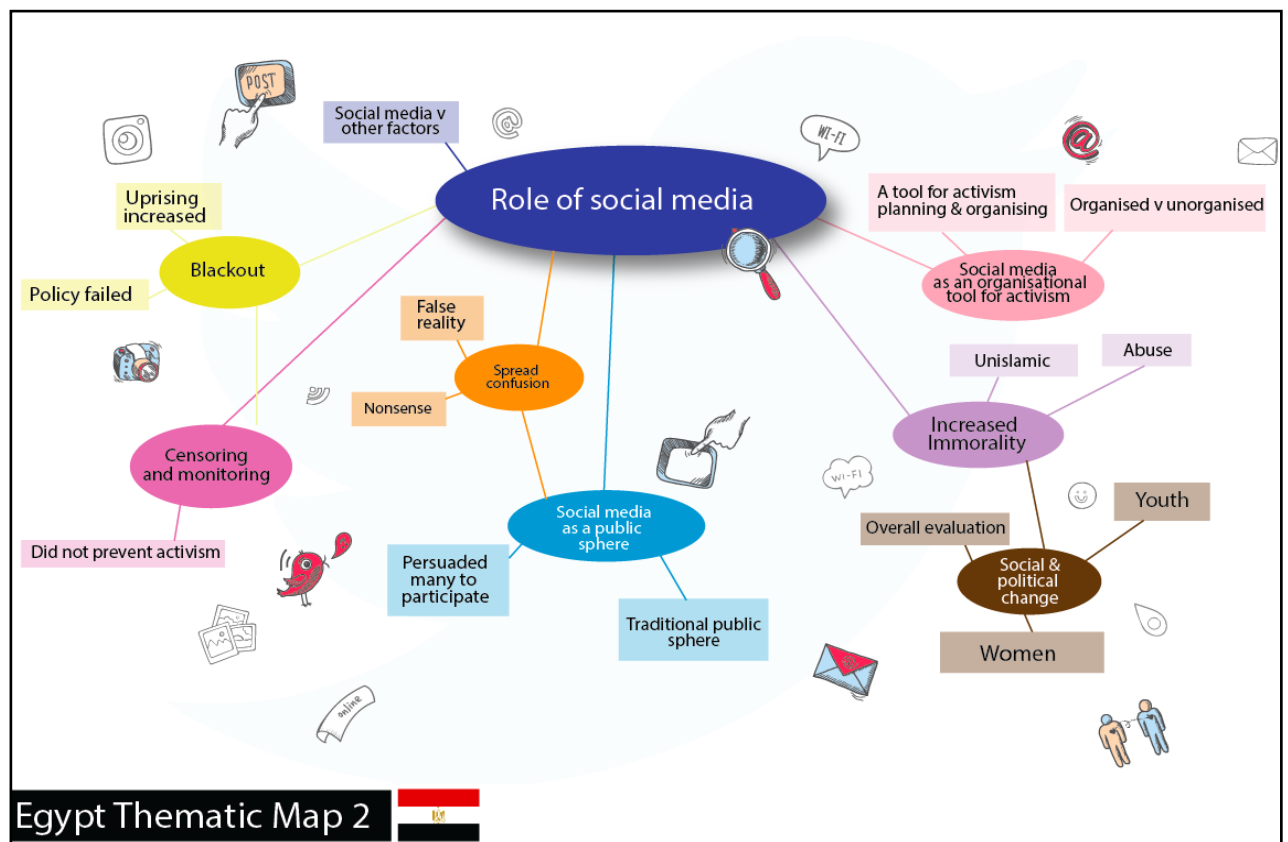 POST
Social media v
other factors
@
WI-FI
@
Role of social media
A tool for activism
planning & organising
Organised v unorganised
Uprising
increased
Blackout
Policy failed
Social media
as an organisational
tool for activism
False
reality
Spread
confusion
Nonsense
Unislamic
Abuse
Increased
Immorality
Censoring
and monitoring
WI-FI
Social media
as a public
sphere
Youth
Overall evaluation
Did not prevent activism
Persuaded
many to
participate
Social &
political
change
Traditional public
sphere
Women
online
Egypt Thematic Map 2